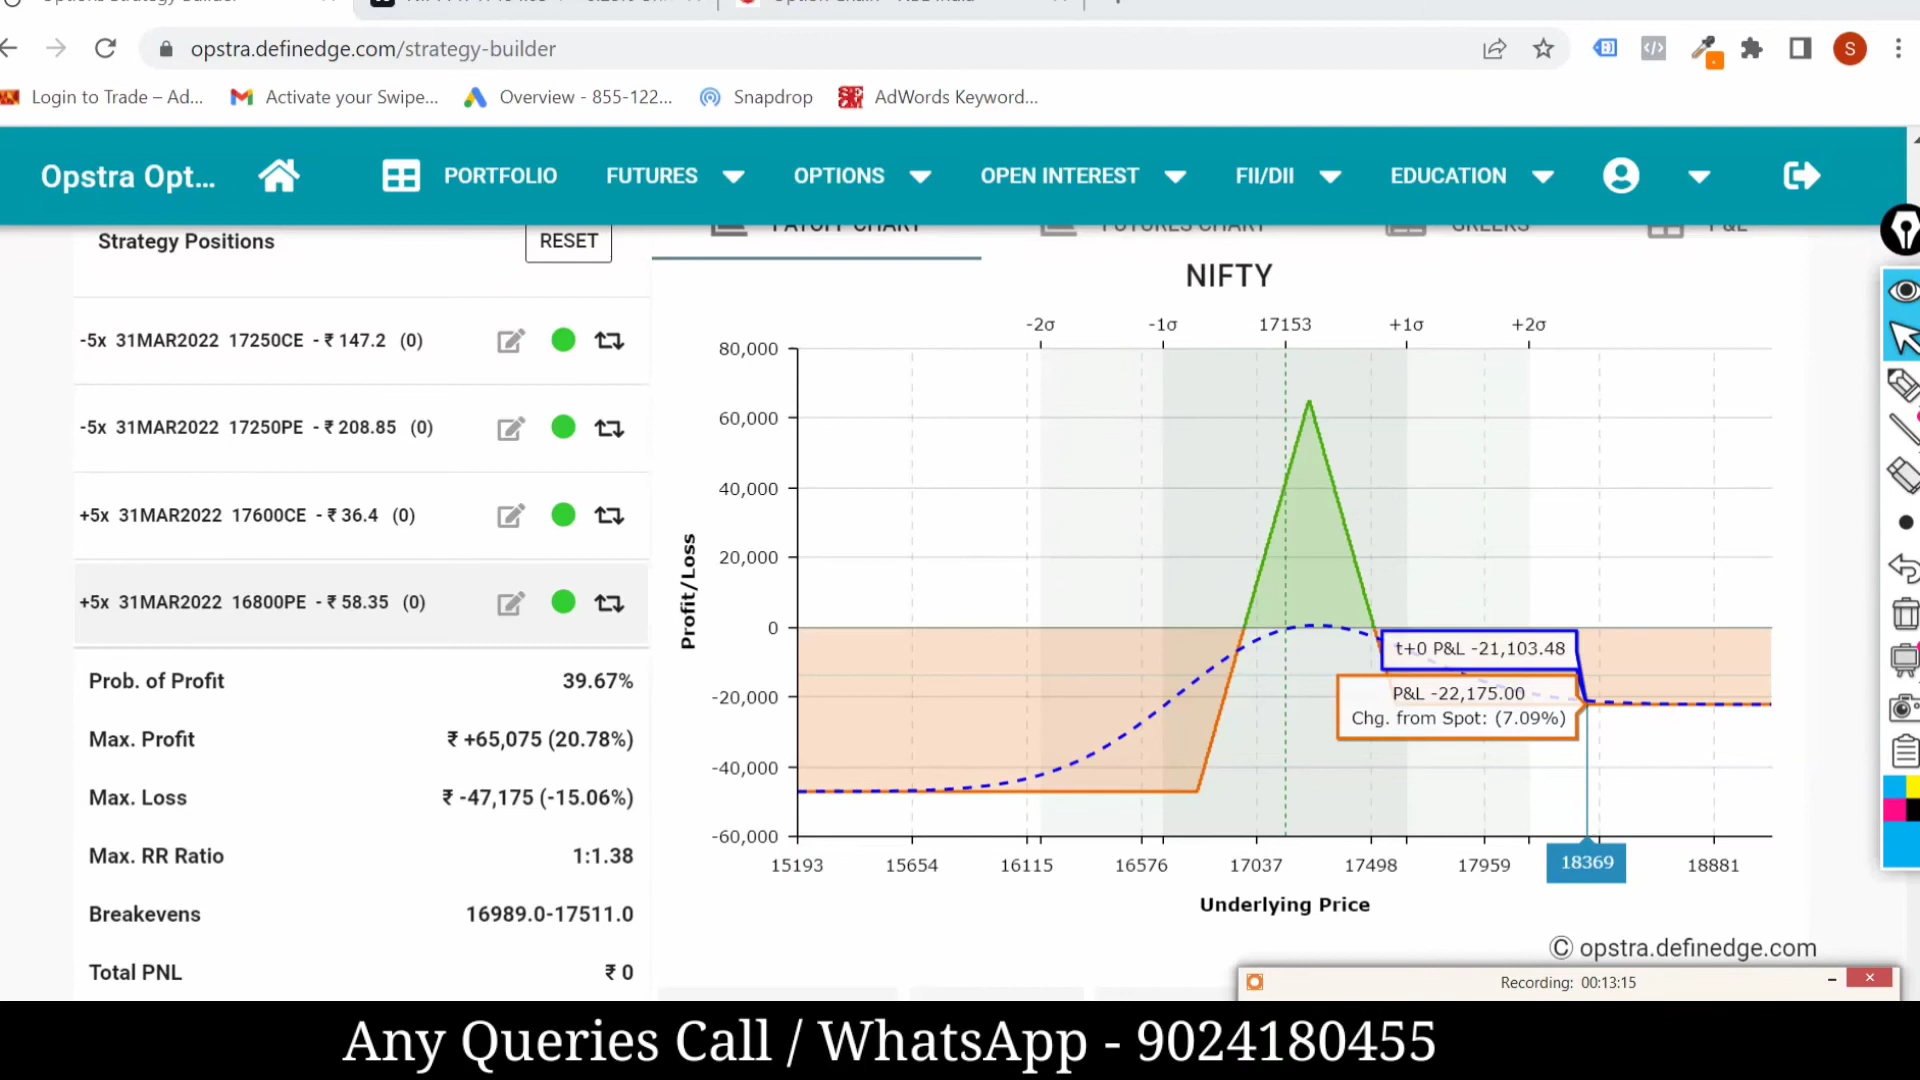 opstra.definedge.com/strategy-builder
Login to Trade – Ad...
Activate your Swipe...
Overview - 855-122...
Snapdrop
AdWords Keyword...
Opstra Opt...
PORTFOLIO
FUTURES
OPTIONS
OPEN INTEREST
FII/DII
EDUCATION
S
Strategy Positions
RESET
PAYOFF CHART
FUTURES CHART
GREEKS
P&L
-5x 31MAR2022 17250CE - ₹ 147.2 (0)
-5x 31MAR2022 17250PE - ₹ 208.85 (0)
+5x 31MAR2022 17600CE - ₹ 36.4 (0)
+5x 31MAR2022 16800PE - ₹ 58.35 (0)
Prob. of Profit 39.67%
Max. Profit ₹ +65,075 (20.78%)
Max. Loss ₹ -47,175 (-15.06%)
Max. RR Ratio 1:1.38
Breakevens 16989.0-17511.0
Total PNL ₹ 0
NIFTY
-2σ -1σ 17153 +1σ +2σ
80,000
60,000
40,000
20,000
0
-20,000
-40,000
-60,000
Profit/Loss
t+0 P&L -21,103.48
P&L -22,175.00
Chg. from Spot: (7.09%)
15193 15654 16115 16576 17037 17498 17959 18369 18881
Underlying Price
© opstra.definedge.com
Recording: 00:13:15
Any Queries Call / WhatsApp - 9024180455